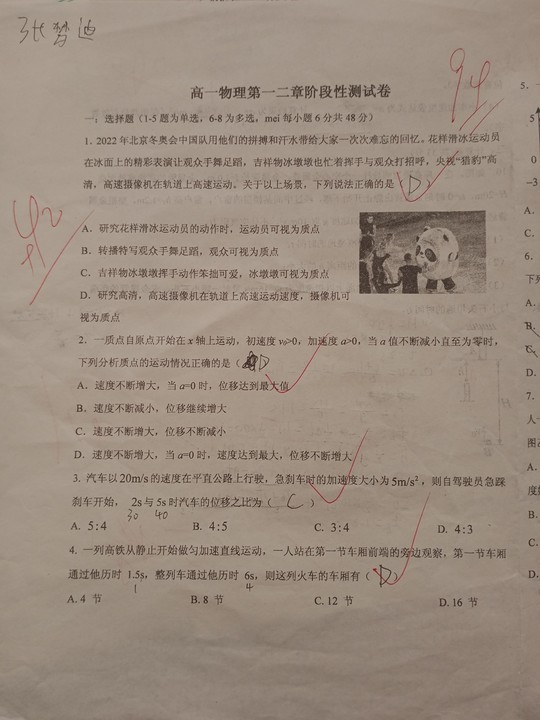 张梦迪
高一物理第一二章阶段性测试卷
94
一：选择题（1-5 题为单选，6-8 为多选，mei 每小题 6 分共 48 分）
1. 2022 年北京冬奥会中国队用他们的拼搏和汗水带给大家一次次难忘的回忆。花样滑冰运动员
在冰面上的精彩表演让观众手舞足蹈，吉祥物冰墩墩也忙着挥手与观众打招呼，央视“猎豹”高
清，高速摄像机在轨道上高速运动。关于以上场景，下列说法正确的是（ D ）
42
A．研究花样滑冰运动员的动作时，运动员可视为质点
B．转播特写观众手舞足蹈，观众可视为质点
C．吉祥物冰墩墩挥手动作笨拙可爱，冰墩墩可视为质点
D．研究高清，高速摄像机在轨道上高速运动速度，摄像机可
视为质点
2. 一质点自原点开始在 x 轴上运动，初速度 v₀>0，加速度 a>0，当 a 值不断减小直至为零时，
下列分析质点的运动情况正确的是（ D ）
A．速度不断增大，当 a=0 时，位移达到最大值
B．速度不断减小，位移继续增大
C．速度不断增大，位移不断减小
D．速度不断增大，当 a=0 时，速度达到最大，位移不断增大
3. 汽车以20m/s的速度在平直公路上行驶，急刹车时的加速度大小为5m/s²，则自驾驶员急踩
刹车开始， 2s与5s时汽车的位移之比为（ C ）
30 40
A. 5:4 B. 4:5 C. 3:4 D. 4:3
4. 一列高铁从静止开始做匀加速直线运动，一人站在第一节车厢前端的旁边观察，第一节车厢
通过他历时 1.5s，整列车通过他历时 6s，则这列火车的车厢有（ D ）
1 4
A. 4 节 B. 8 节 C. 12 节 D. 16 节
5.
5
0
-3
A.
C.
6.
下列
A.
B.
C.
D.
7.
人一
A.
度
B.
C.
D.